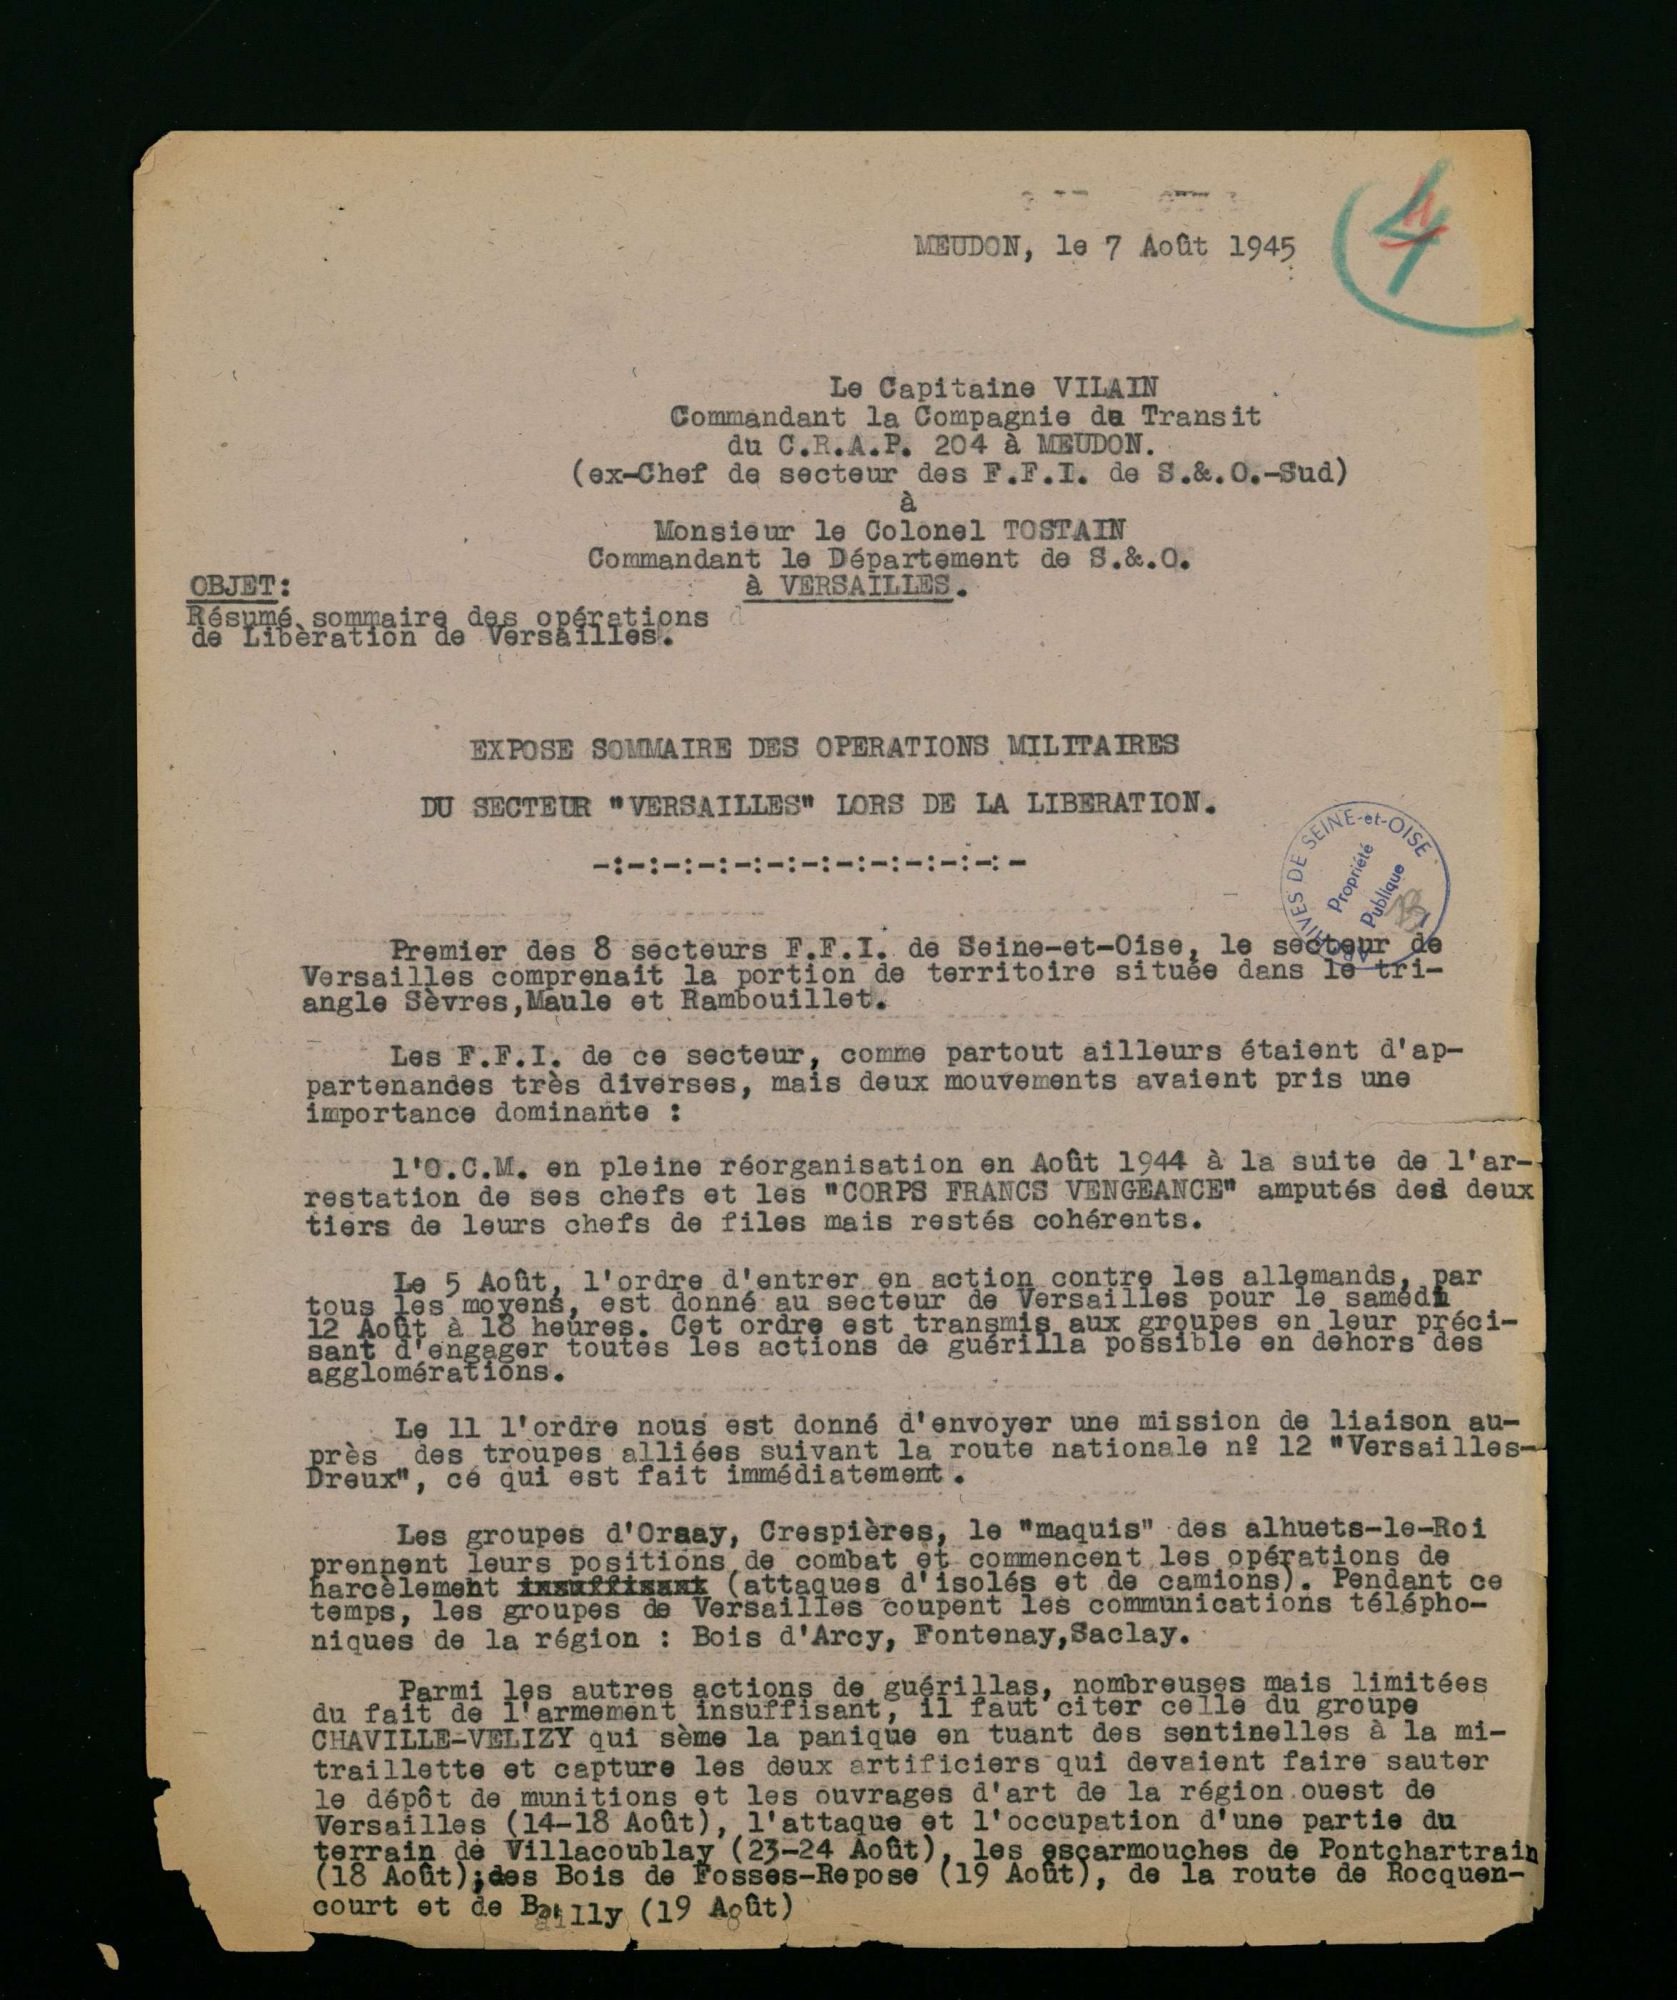 4
MEUDON, le 7 Août 1945
Le Capitaine VILAIN
Commandant la Compagnie de Transit
du C.R.A.P. 204 à MEUDON.
(ex-Chef de secteur des F.F.I. de S.&.O.-Sud)
à
Monsieur le Colonel TOSTAIN
Commandant le Département de S.&.O.
à VERSAILLES.
OBJET:
Résumé sommaire des opérations
de Libèration de Versailles.
EXPOSE SOMMAIRE DES OPERATIONS MILITAIRES
DU SECTEUR "VERSAILLES" LORS DE LA LIBERATION.
-:-:-:-:-:-:-:-:-:-:-:-:-
ARCHIVES DE SEINE-et-OISE
Propriété
Publique
Premier des 8 secteurs F.F.I. de Seine-et-Oise, le secteur de
Versailles comprenait la portion de territoire située dans le tri-
angle Sèvres,Maule et Rambouillet.
Les F.F.I. de ce secteur, comme partout ailleurs étaient d'ap-
partenances très diverses, mais deux mouvements avaient pris une
importance dominante :
l'O.C.M. en pleine réorganisation en Août 1944 à la suite de l'ar-
restation de ses chefs et les "CORPS FRANCS VENGEANCE" amputés des deux
tiers de leurs chefs de files mais restés cohérents.
Le 5 Août, l'ordre d'entrer en action contre les allemands, par
tous les moyens, est donné au secteur de Versailles pour le samedi
12 Août à 18 heures. Cet ordre est transmis aux groupes en leur préci-
sant d'engager toutes les actions de guérilla possible en dehors des
agglomérations.
Le 11 l'ordre nous est donné d'envoyer une mission de liaison au-
près des troupes alliées suivant la route nationale nº 12 "Versailles-
Dreux", ce qui est fait immédiatement.
Les groupes d'Orsay, Crespières, le "maquis" des alhuets-le-Roi
prennent leurs positions de combat et commencent les opérations de
harcèlement insuffisant (attaques d'isolés et de camions). Pendant ce
temps, les groupes de Versailles coupent les communications télépho-
niques de la région : Bois d'Arcy, Fontenay,Saclay.
Parmi les autres actions de guérillas, nombreuses mais limitées
du fait de l'armement insuffisant, il faut citer celle du groupe
CHAVILLE-VELIZY qui sème la panique en tuant des sentinelles à la mi-
traillette et capture les deux artificiers qui devaient faire sauter
le dépôt de munitions et les ouvrages d'art de la région ouest de
Versailles (14-18 Août), l'attaque et l'occupation d'une partie du
terrain de Villacoublay (23-24 Août), les escarmouches de Pontchartrain
(18 Août);des Bois de Fosses-Repose (19 Août), de la route de Rocquen-
court et de Bailly (19 Août)